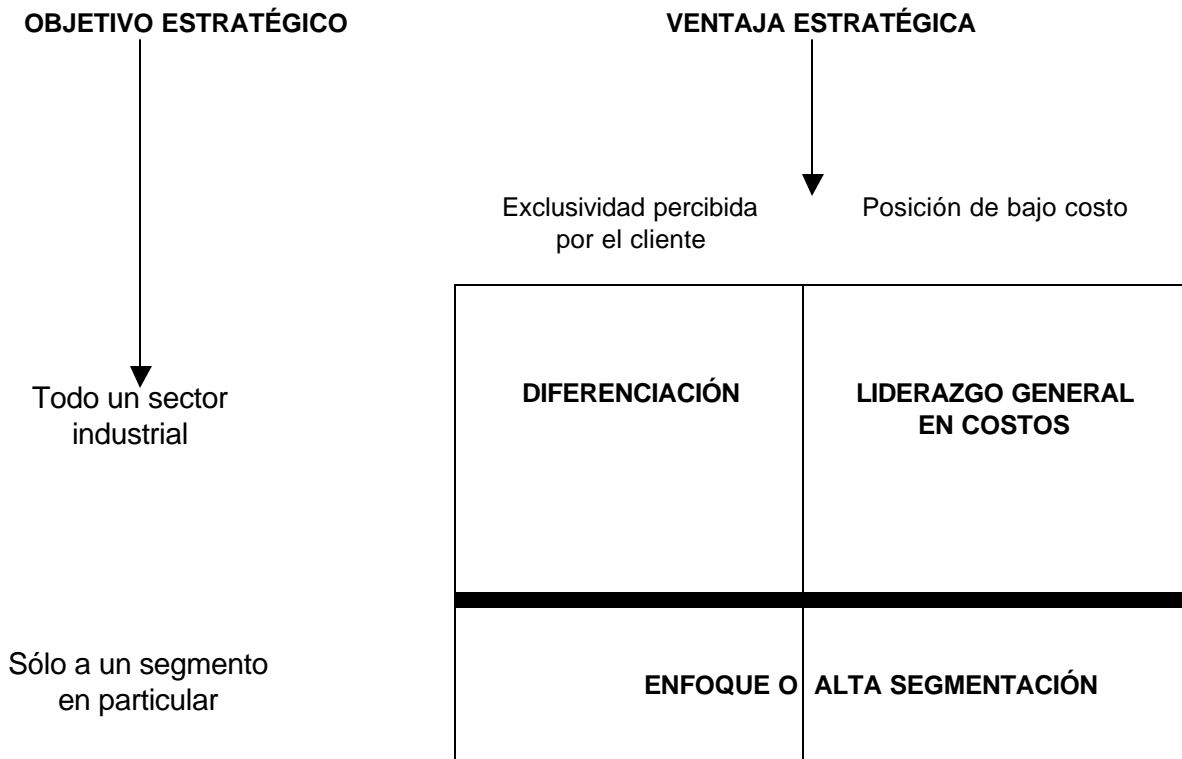 OBJETIVO ESTRATÉGICO
VENTAJA ESTRATÉGICA
Exclusividad percibida
por el cliente
Posición de bajo costo
Todo un sector
industrial
DIFERENCIACIÓN
LIDERAZGO GENERAL
EN COSTOS
Sólo a un segmento
en particular
ENFOQUE O ALTA SEGMENTACIÓN